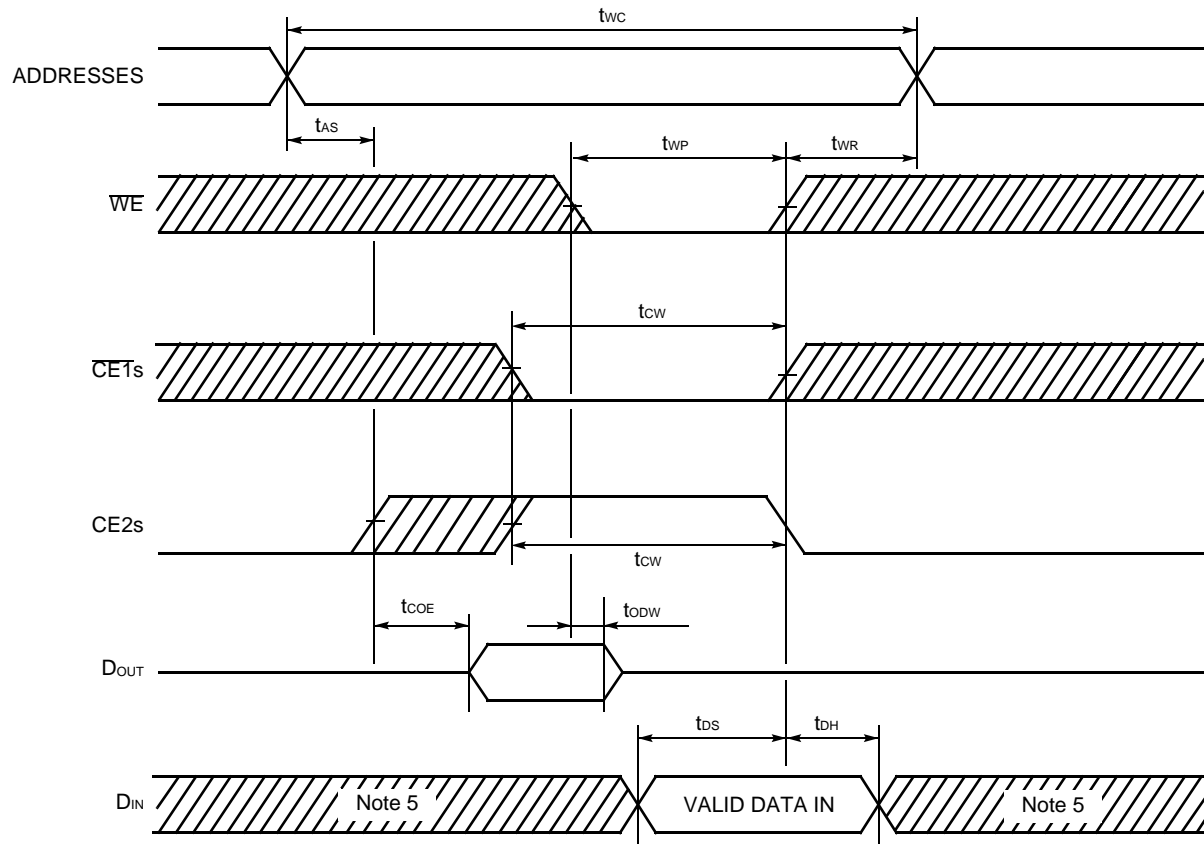 tWC
ADDRESSES
tAS
tWP
tWR
WE
tCW
CE1s
CE2s
tCW
tCOE
tODW
DOUT
tDS
tDH
DIN
Note 5
VALID DATA IN
Note 5